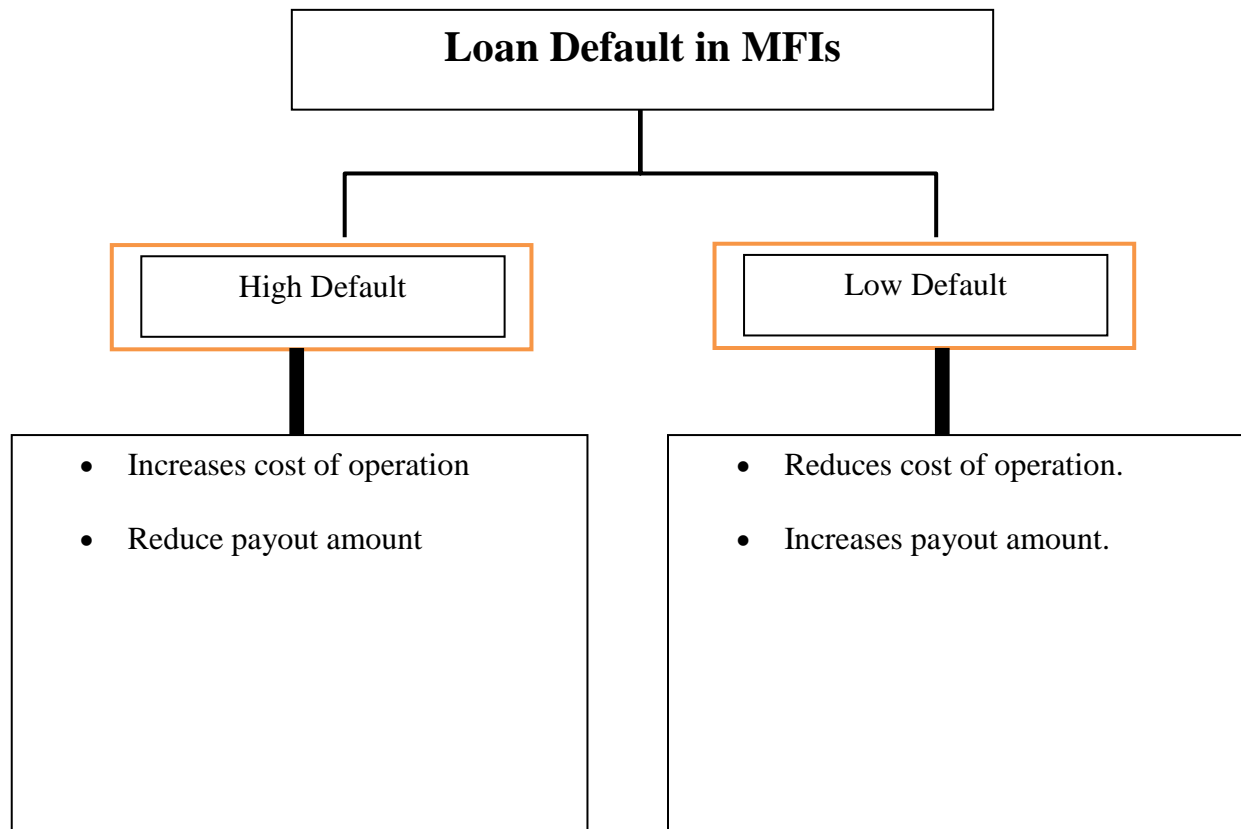 Loan Default in MFIs
High Default
Low Default
• Increases cost of operation
• Reduce payout amount
• Reduces cost of operation.
• Increases payout amount.